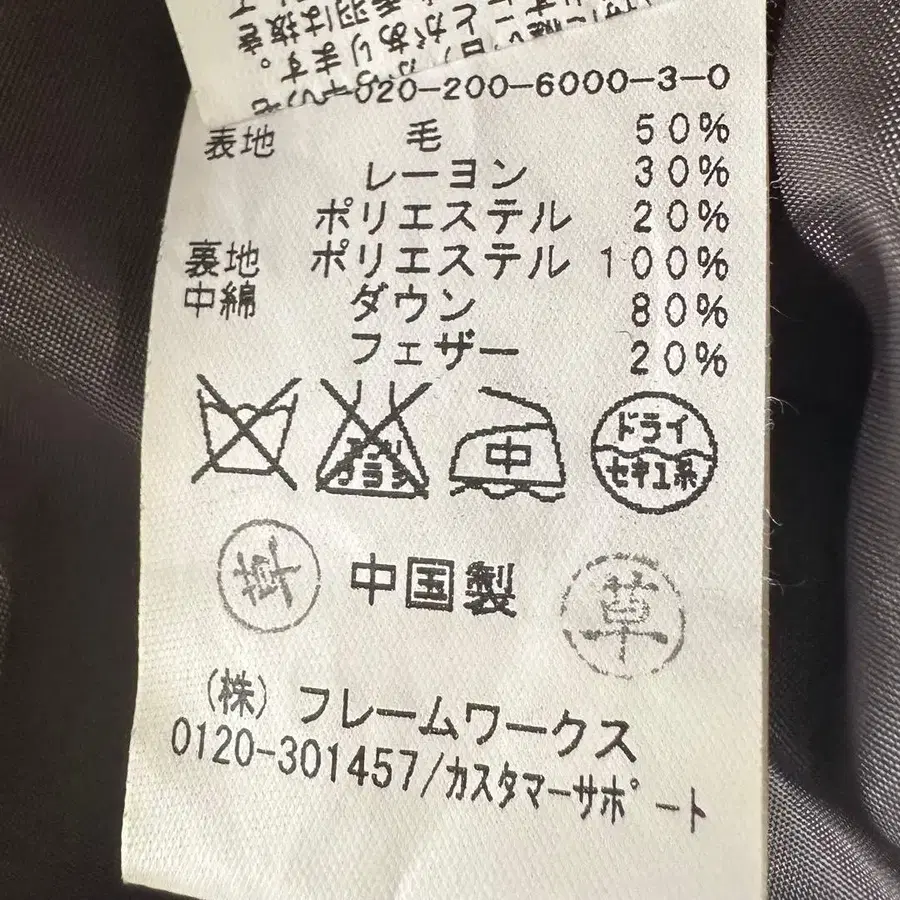 020-200-6000-3-0
表地 毛 50%
レーヨン 30%
ポリエステル 20%
裏地 ポリエステル 100%
中綿 ダウン 80%
フェザー 20%
中
ドライ
セキユ系
中国製
草
(株) フレームワークス
0120-301457/カスタマーサポート